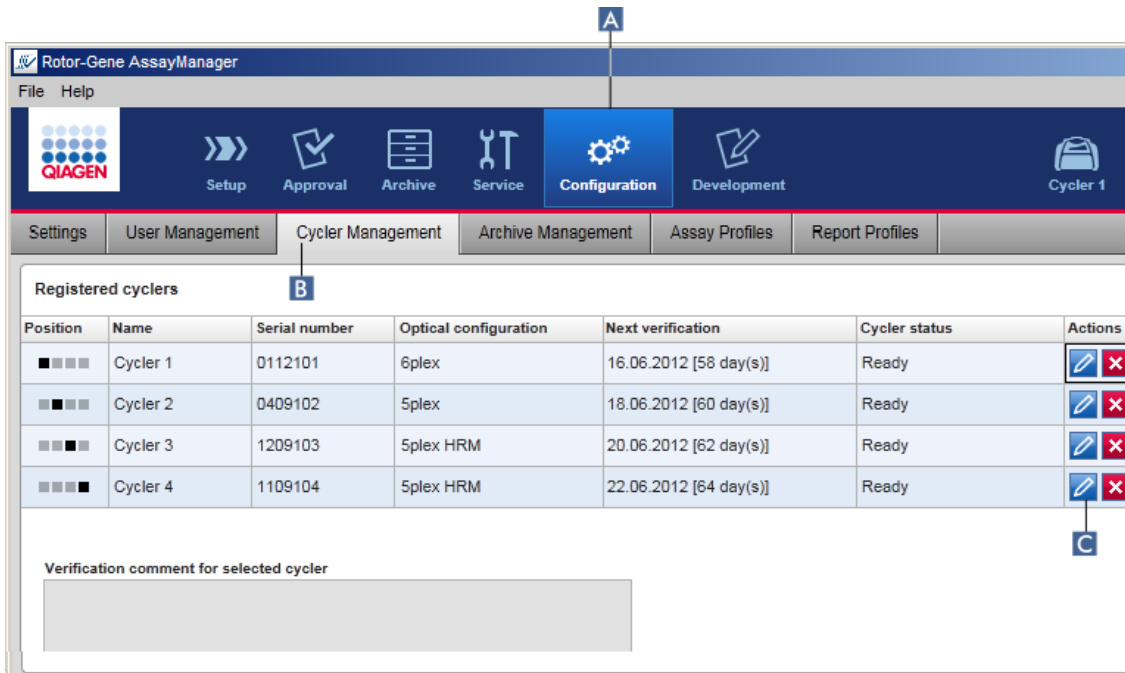 A
Rotor-Gene AssayManager
File Help
QIAGEN
Setup Approval Archive Service Configuration Development Cycler 1
Settings User Management Cycler Management Archive Management Assay Profiles Report Profiles
B
Registered cyclers
Position Name Serial number Optical configuration Next verification Cycler status Actions
Cycler 1 0112101 6plex 16.06.2012 [58 day(s)] Ready
Cycler 2 0409102 5plex 18.06.2012 [60 day(s)] Ready
Cycler 3 1209103 5plex HRM 20.06.2012 [62 day(s)] Ready
Cycler 4 1109104 5plex HRM 22.06.2012 [64 day(s)] Ready
C
Verification comment for selected cycler